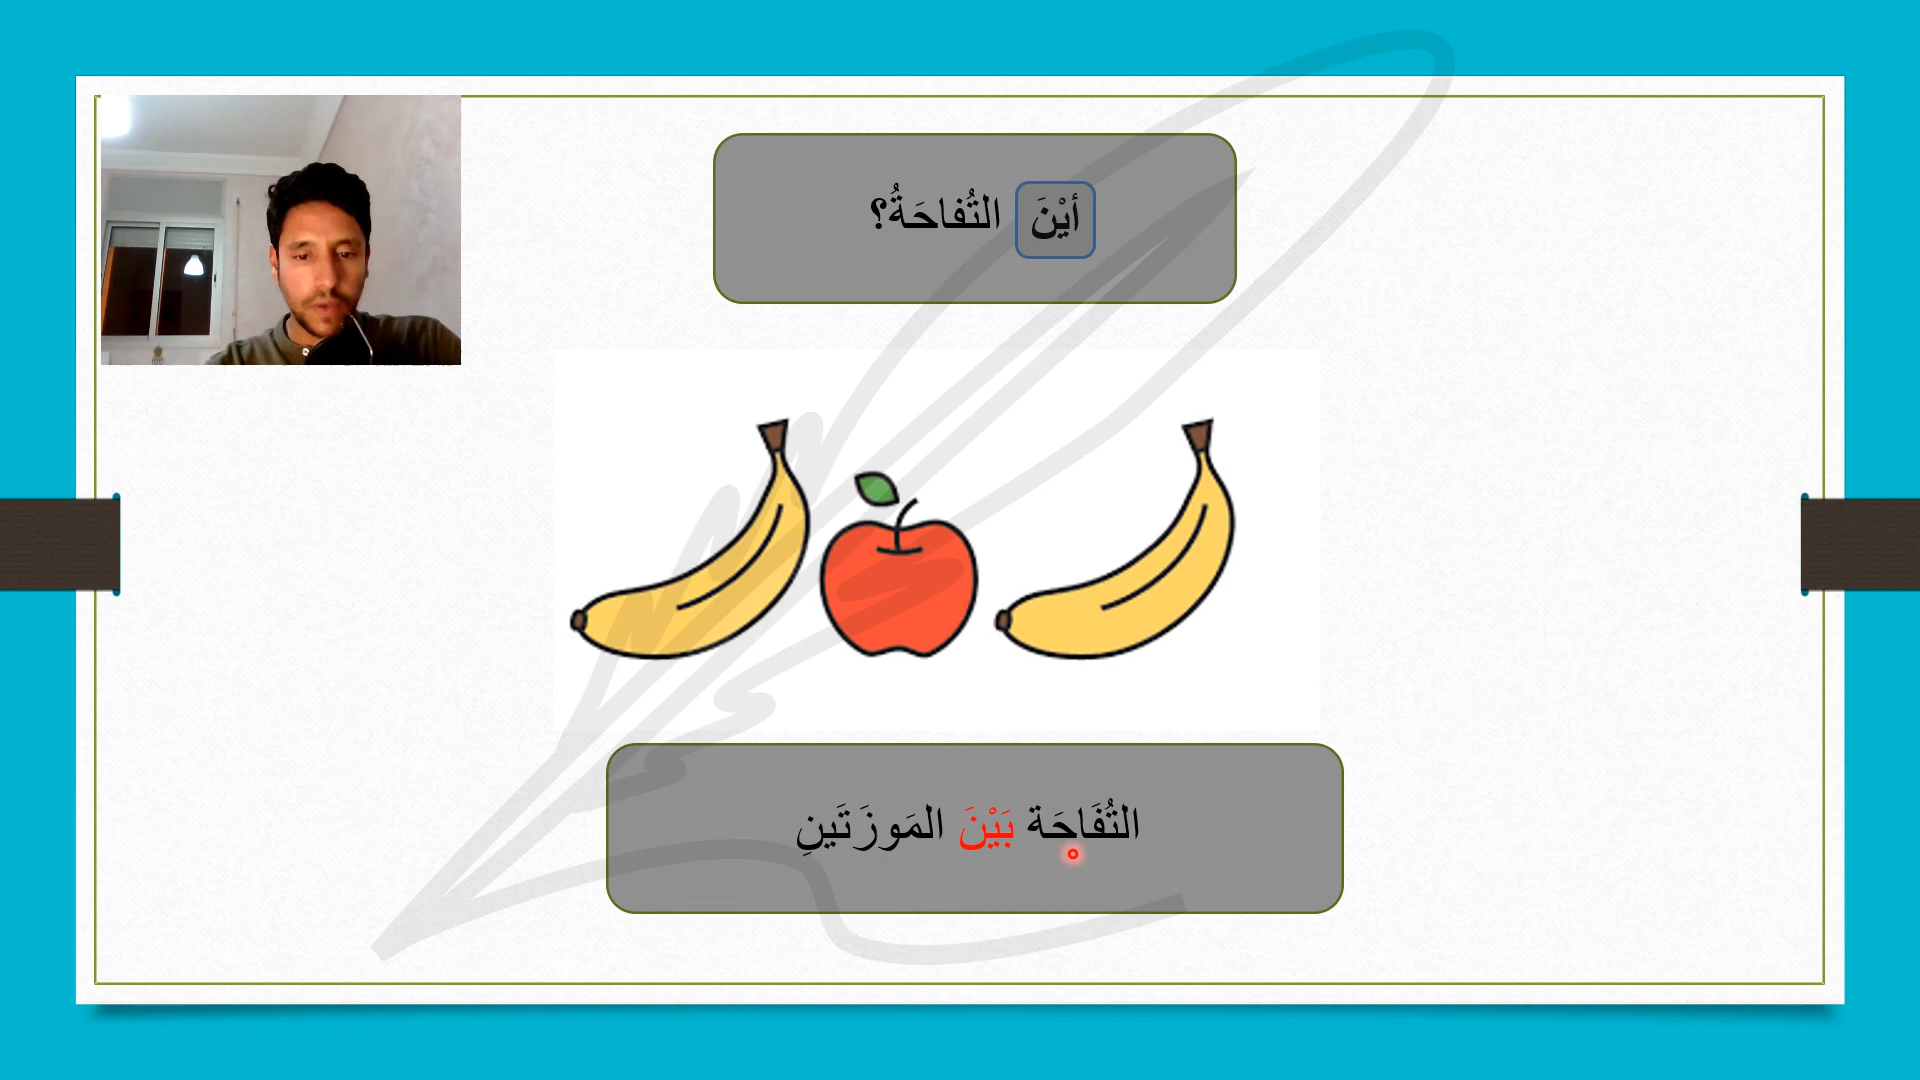 أيْنَ التُفاحَةُ؟
التُفَاحَة بَيْنَ المَوزَتَينِ